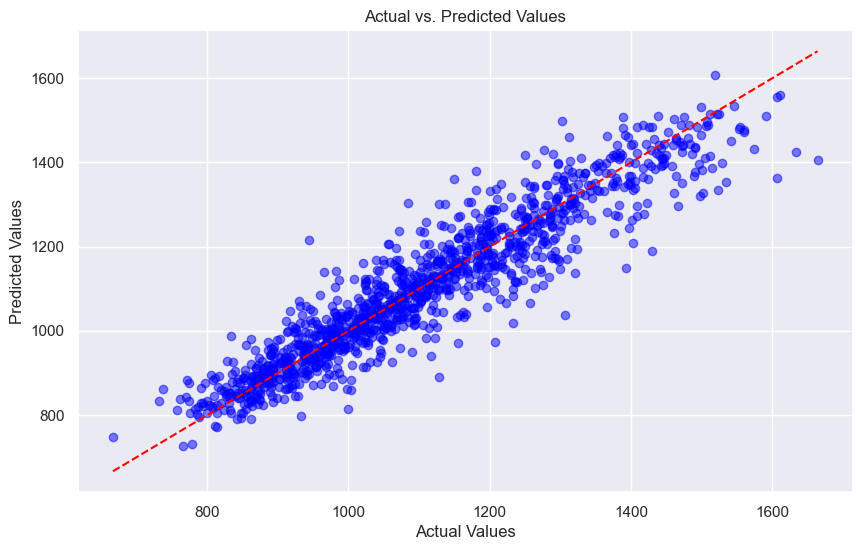 Actual vs. Predicted Values
1600
1400
1200
1000
800
Predicted Values
800 1000 1200 1400 1600
Actual Values